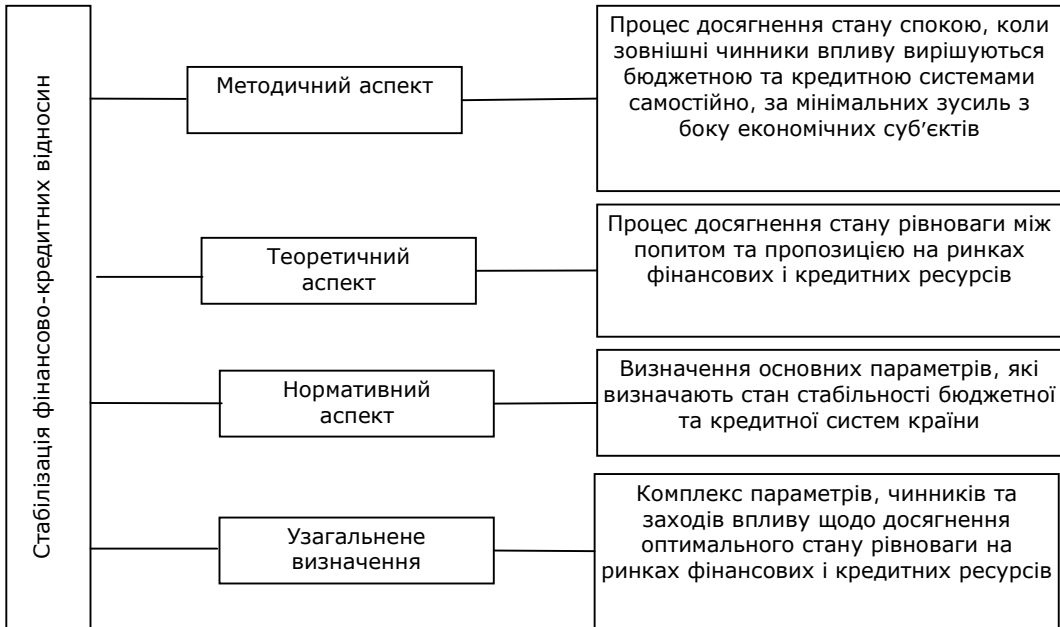 Стабілізація фінансово-кредитних відносин
Методичний аспект
Процес досягнення стану спокою, коли
зовнішні чинники впливу вирішуються
бюджетною та кредитною системами
самостійно, за мінімальних зусиль з
боку економічних суб’єктів
Теоретичний
аспект
Процес досягнення стану рівноваги між
попитом та пропозицією на ринках
фінансових і кредитних ресурсів
Нормативний
аспект
Визначення основних параметрів, які
визначають стан стабільності бюджетної
та кредитної систем країни
Узагальнене
визначення
Комплекс параметрів, чинників та
заходів впливу щодо досягнення
оптимального стану рівноваги на
ринках фінансових і кредитних ресурсів